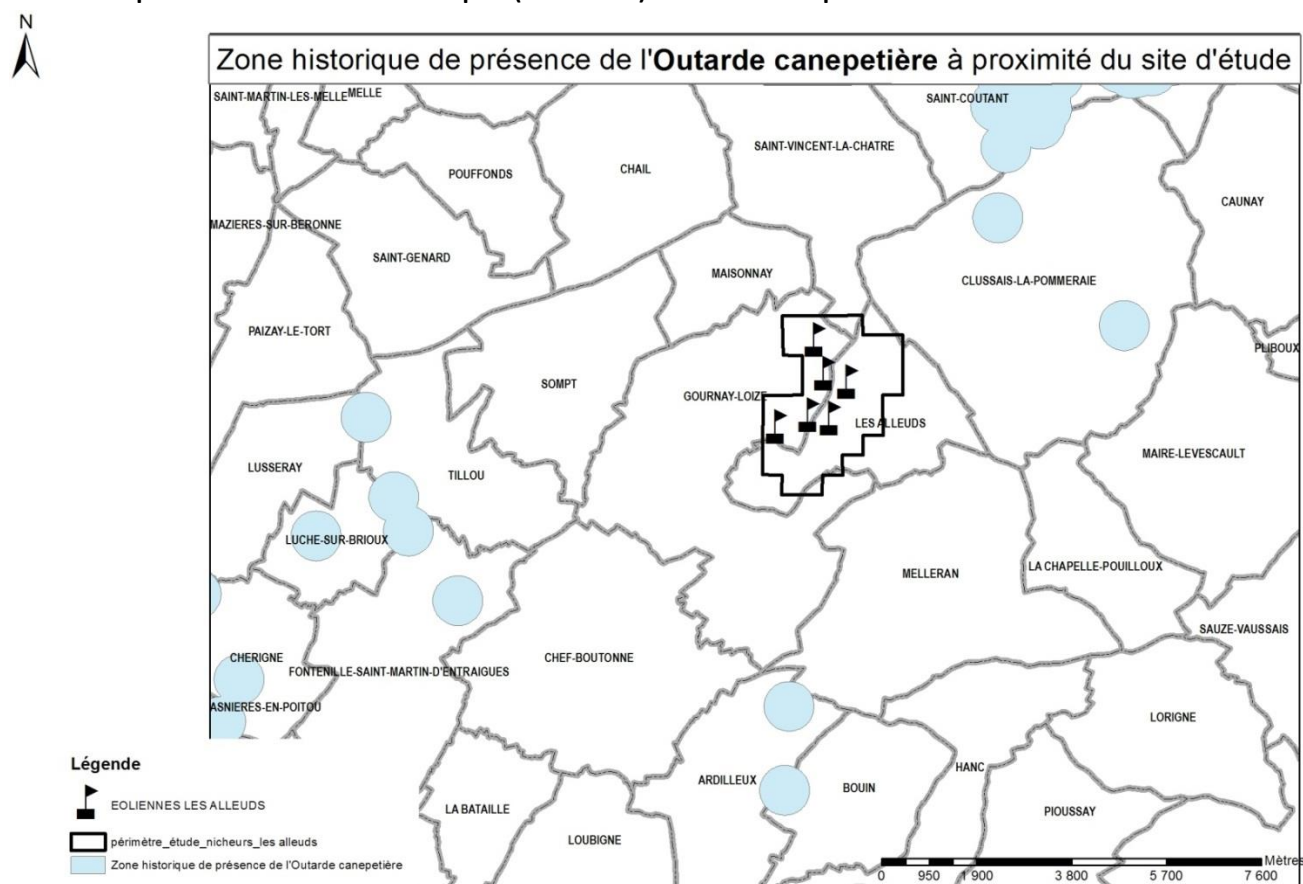 N
Zone historique de présence de l'Outarde canepetière à proximité du site d'étude
SAINT-MARTIN-LES-MELLE
MELLE
SAINT-COUTANT
SAINT-VINCENT-LA-CHATRE
CHAIL
POUFFONDS
CAUNAY
MAZIERES-SUR-BERONNE
SAINT-GENARD
MAISONNAY
CLUSSAIS-LA-POMMERAIE
PAIZAY-LE-TORT
PLIBOUX
SOMPT
GOURNAY-LOIZE
LES ALLEUDS
MAIRE-LEVESCAULT
LUSSERAY
TILLOU
LUCHE-SUR-BRIOUX
MELLERAN
LA CHAPELLE-POUILLOUX
SAUZE-VAUSSAIS
CHERIGNE
CHEF-BOUTONNE
FONTENILLE-SAINT-MARTIN-D'ENTRAIGUES
ASNIERES-EN-POITOU
LORIGNE
HANC
ARDILLEUX
BOUIN
LA BATAILLE
PIOUSSAY
LOUBIGNE
Légende
EOLIENNES LES ALLEUDS
périmètre_étude_nicheurs_les alleuds
Zone historique de présence de l'Outarde canepetière
Mètres
0 950 1 900 3 800 5 700 7 600